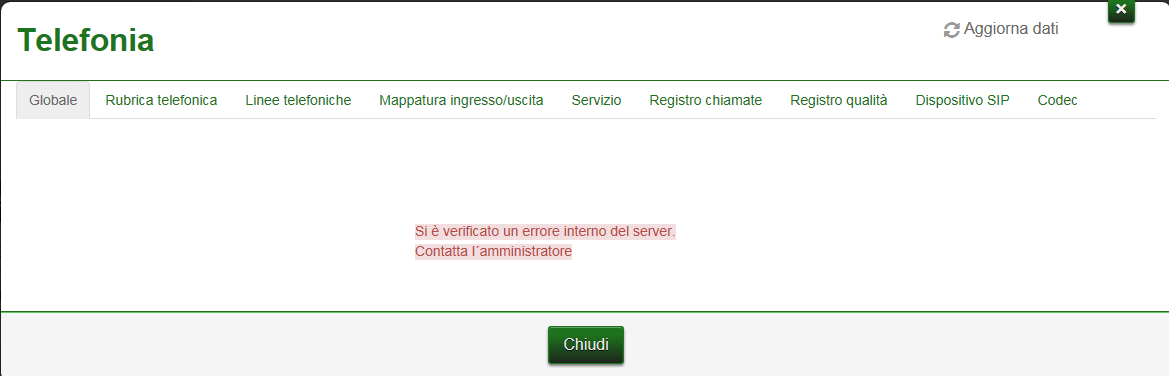 Telefonia
Aggiorna dati
Globale Rubrica telefonica Linee telefoniche Mappatura ingresso/uscita Servizio Registro chiamate Registro qualità Dispositivo SIP Codec
Si è verificato un errore interno del server.
Contatta l´amministratore
Chiudi